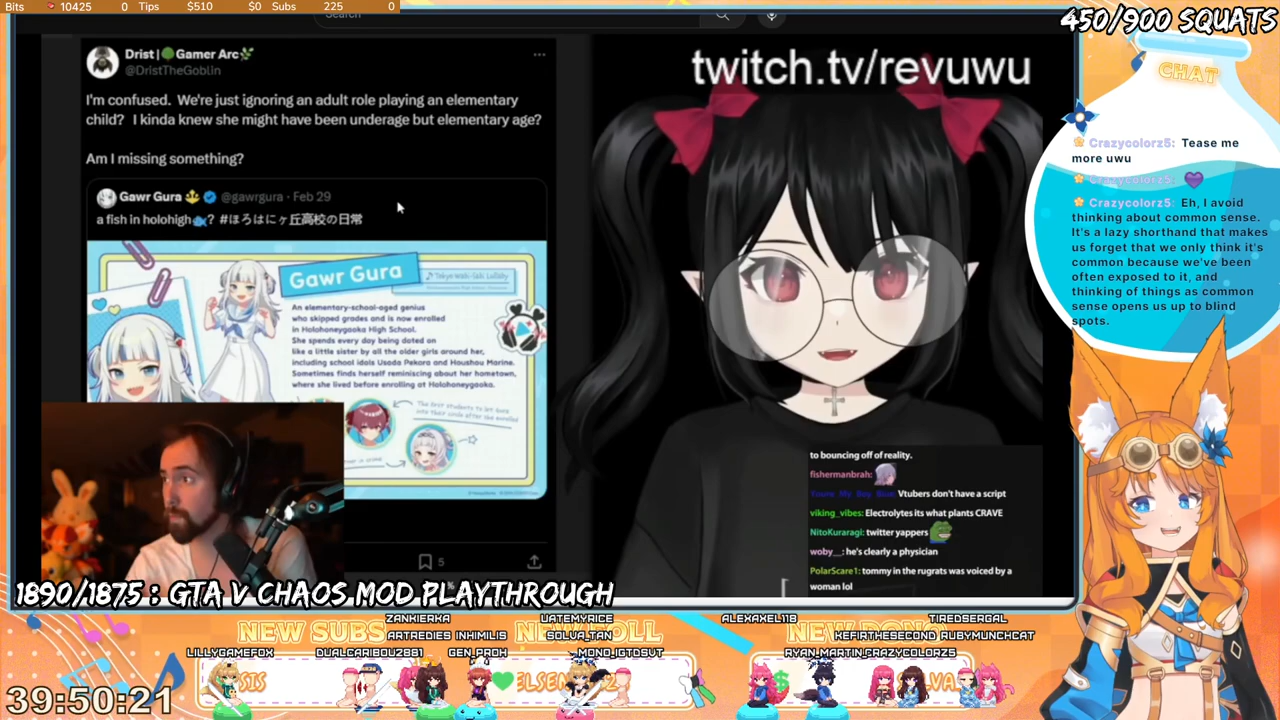 Bits 10425 0 Tips $510 $0 Subs 225 0
Search
450/900 SQUATS
Drist | Gamer Arc
@DristTheGoblin
I'm confused. We're just ignoring an adult role playing an elementary
child? I kinda knew she might have been underage but elementary age?
Am I missing something?
Gawr Gura @gawrgura · Feb 29
a fish in holohigh? #ほろはにヶ丘高校の日常
Gawr Gura
An elementary-school-aged genius
who skipped grades and is now enrolled
in Holohoneygaoka High School.
She spends every day being doted on
like a little sister by all the older girls around her,
including school idols Usada Pekora and Houshou Marine.
Sometimes finds herself reminiscing about her hometown,
where she lived before enrolling at Holohoneygaoka.
5
twitch.tv/revuwu
to bouncing off of reality.
fishermanbrah:
Vtubers don't have a script
viking_vibes: Electrolytes its what plants CRAVE
NitoKuraragi: twitter yappers
woby__: he's clearly a physician
PolarScare1: tommy in the rugrats was voiced by a
woman lol
CHAT
Crazycolorz5: Tease me
more uwu
Crazycolorz5:
Crazycolorz5: Eh, I avoid
thinking about common sense.
It's a lazy shorthand that makes
us forget that we only think it's
common because we've been
often exposed to it, and
thinking of things as common
sense opens us up to blind
spots.
1890/1875 : GTA V CHAOS MOD PLAYTHROUGH
NEW SUBS
ZANKIERKA
ARTREDIES INHIMILIS
LILLYGAMEFOX
DUALCARIBOU2881
GEN_PROH
UATEMYRICE
SOLVA_TAN
MONO_IGTDSVT
ALEXAXEL118
TIREDSERGAL
KEFIRTHESECOND RUBYMUNCHCAT
RYAN_MARTIN_CRAZYCOLORZ5
39:50:21